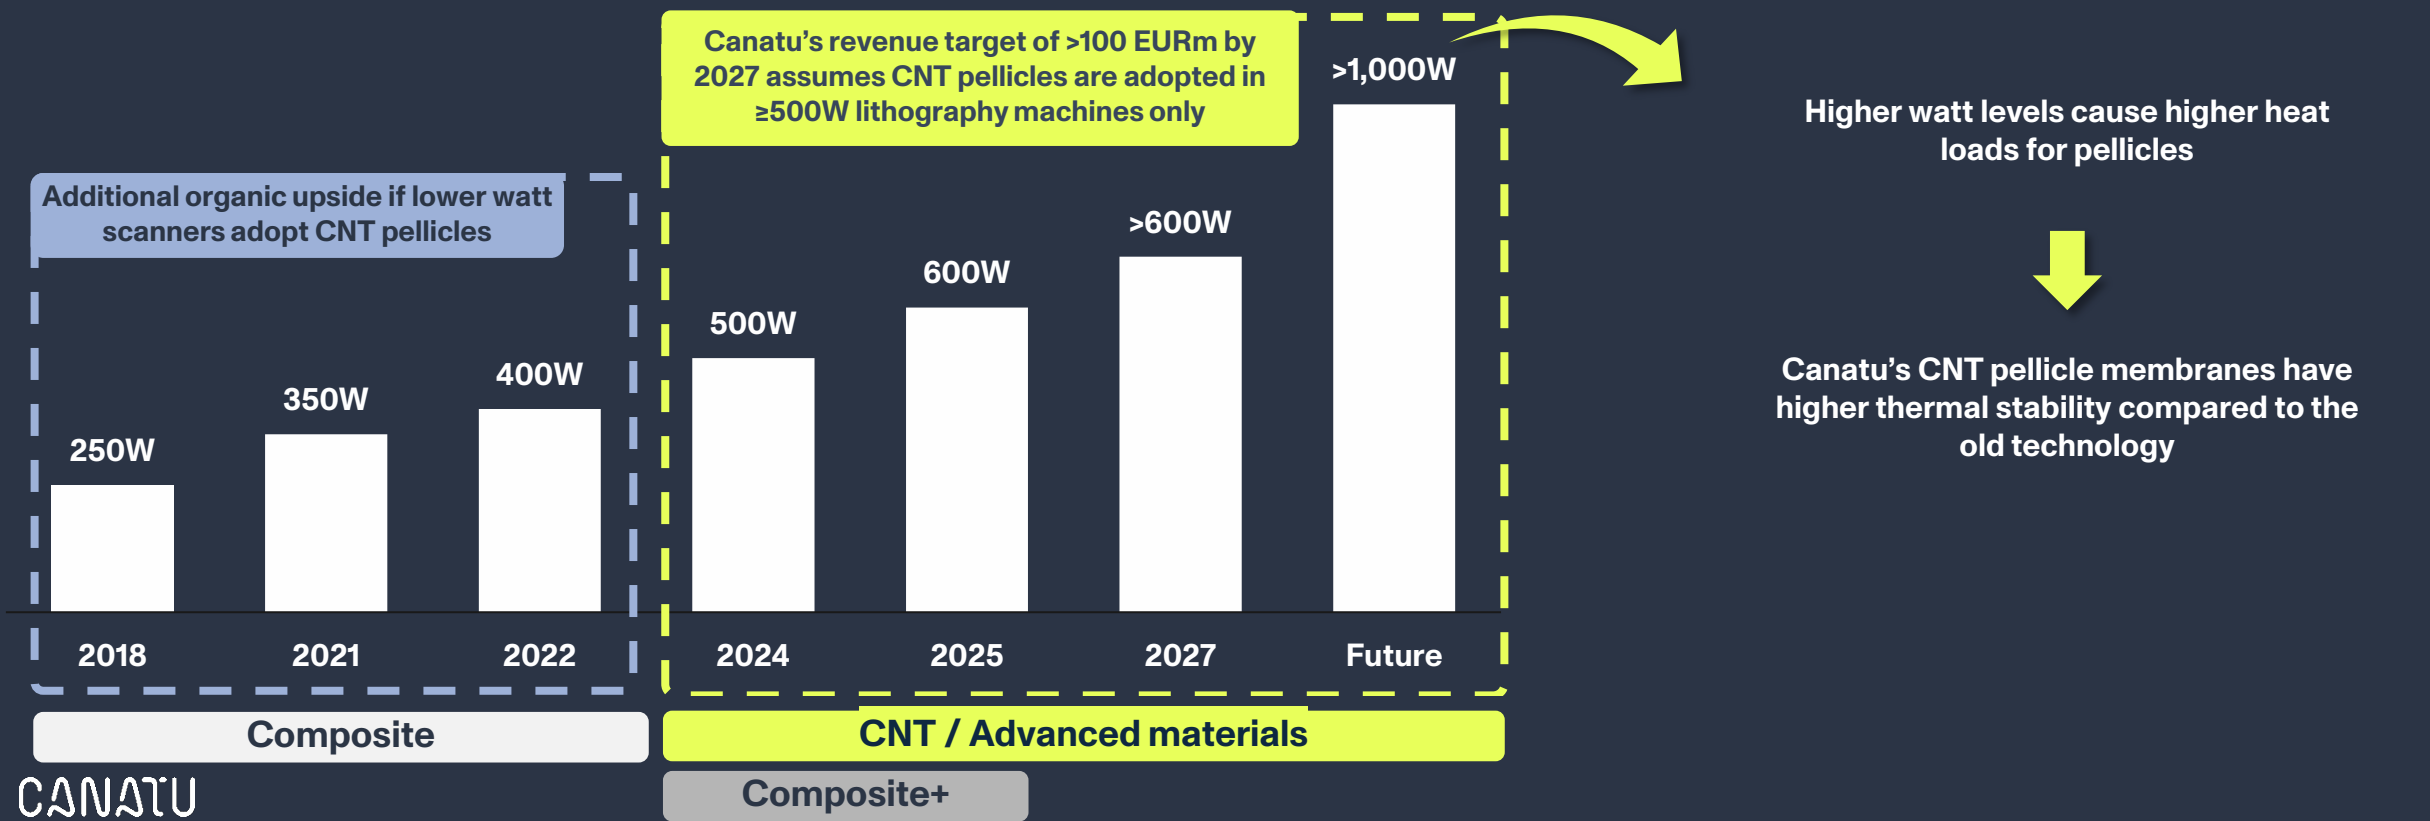 Canatu’s revenue target of >100 EURm by
2027 assumes CNT pellicles are adopted in
≥500W lithography machines only
Additional organic upside if lower watt
scanners adopt CNT pellicles
250W
350W
400W
500W
600W
>600W
>1,000W
2018
2021
2022
2024
2025
2027
Future
Composite
CNT / Advanced materials
Composite+
Higher watt levels cause higher heat
loads for pellicles
Canatu’s CNT pellicle membranes have
higher thermal stability compared to the
old technology
CANATU